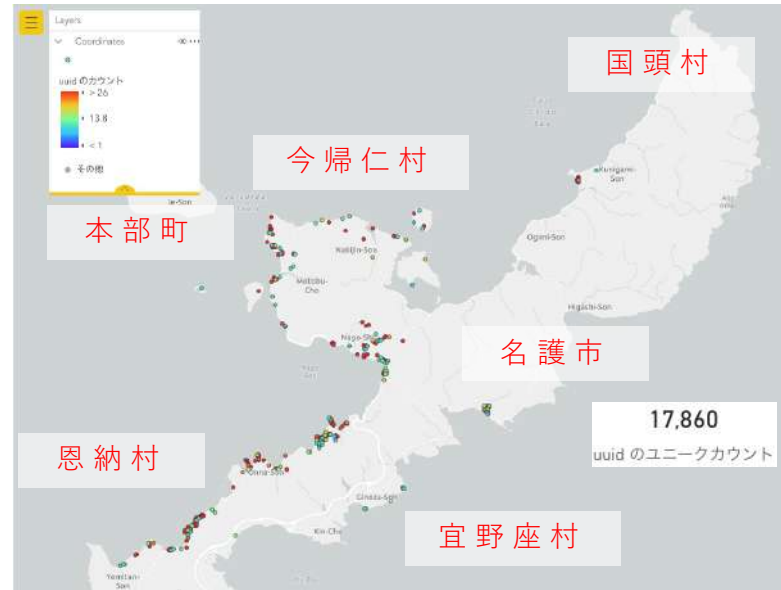 Layers
Coordinates
uuid のカウント
> 26
13.8
< 1
その他
国頭村
今帰仁村
本部町
名護市
恩納村
宜野座村
17,860
uuid のユニークカウント
Ie-Son
Kunigami-Son
Ogimi-Son
Higashi-Son
Nakijin-Son
Motobu-Cho
Nago-Shi
Onna-Son
Ginoza-Son
Kin-Cho
Yomitan-Son